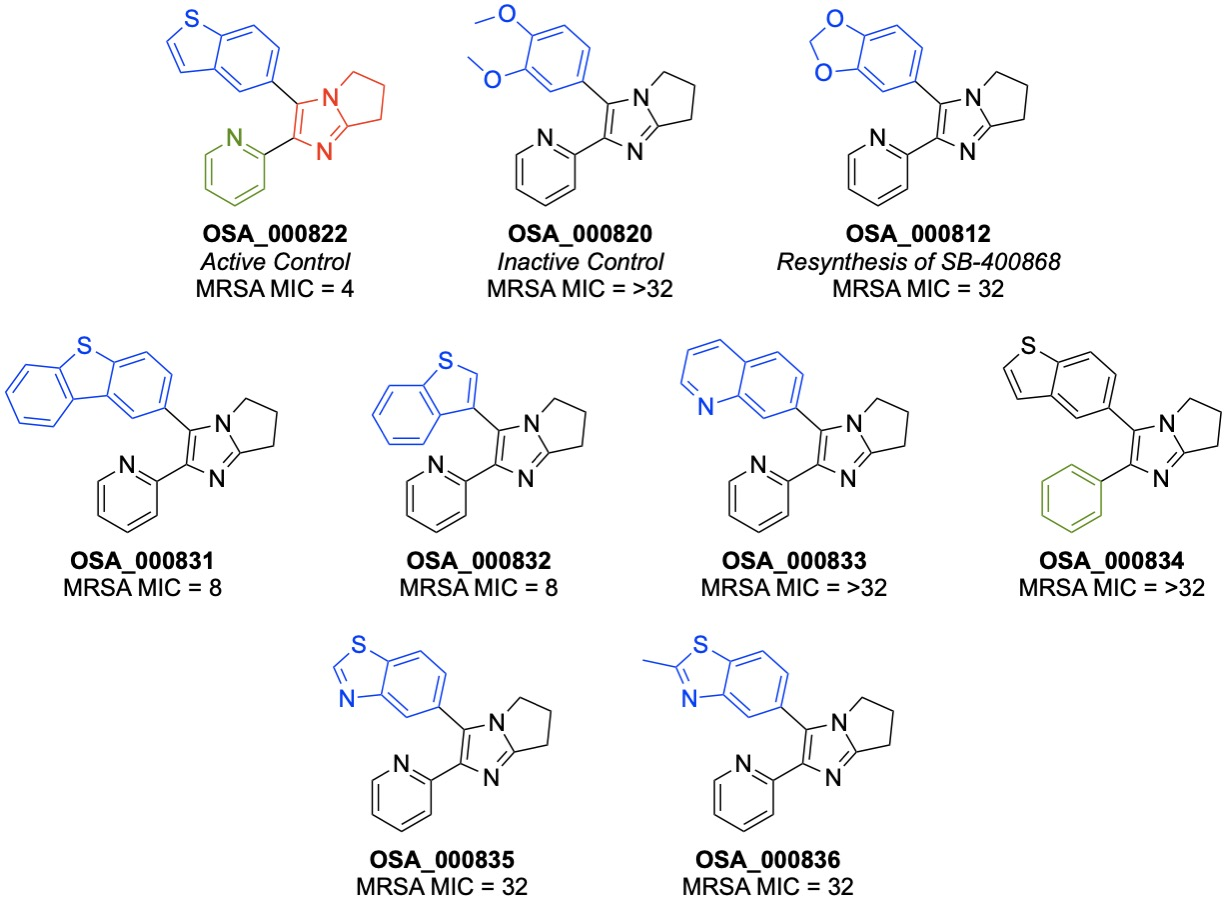 S
O
O
N
N
N
OSA_000822
Active Control
MRSA MIC = 4
O
O
N
N
N
OSA_000820
Inactive Control
MRSA MIC = >32
N
N
N
OSA_000812
Resynthesis of SB-400868
MRSA MIC = 32
S
N
N
N
OSA_000831
MRSA MIC = 8
S
N
N
N
OSA_000832
MRSA MIC = 8
N
N
N
N
OSA_000833
MRSA MIC = >32
S
N
N
OSA_000834
MRSA MIC = >32
S
N
N
N
N
OSA_000835
MRSA MIC = 32
S
N
N
N
N
OSA_000836
MRSA MIC = 32